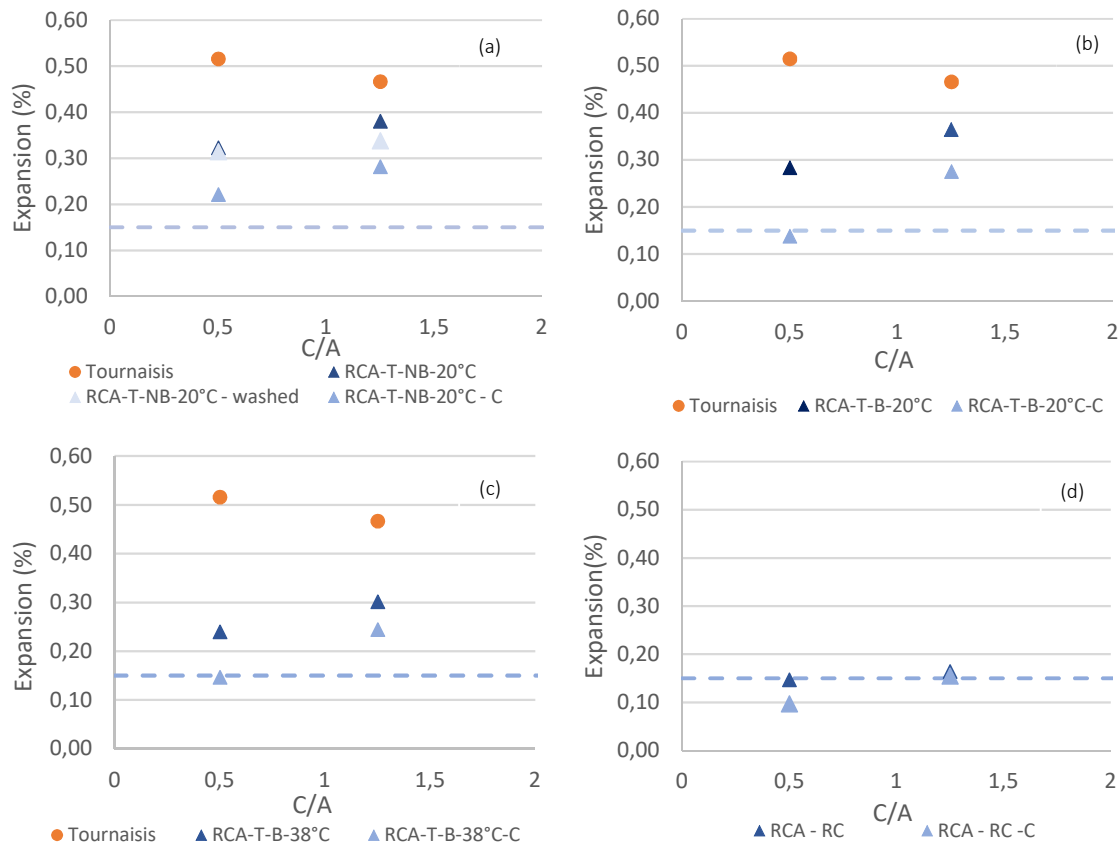 (a)
Expansion (%)
0,60
0,50
0,40
0,30
0,20
0,10
0,00
0
0,5
1
1,5
2
C/A
Tournaisis
RCA-T-NB-20°C
RCA-T-NB-20°C - washed
RCA-T-NB-20°C - C
(b)
Expansion (%)
0,60
0,50
0,40
0,30
0,20
0,10
0,00
0
0,5
1
1,5
2
C/A
Tournaisis
RCA-T-B-20°C
RCA-T-B-20°C-C
(c)
Expansion (%)
0,60
0,50
0,40
0,30
0,20
0,10
0,00
0
0,5
1
1,5
2
C/A
Tournaisis
RCA-T-B-38°C
RCA-T-B-38°C-C
(d)
Expansion(%)
0,60
0,50
0,40
0,30
0,20
0,10
0,00
0
0,5
1
1,5
2
C/A
RCA - RC
RCA - RC -C